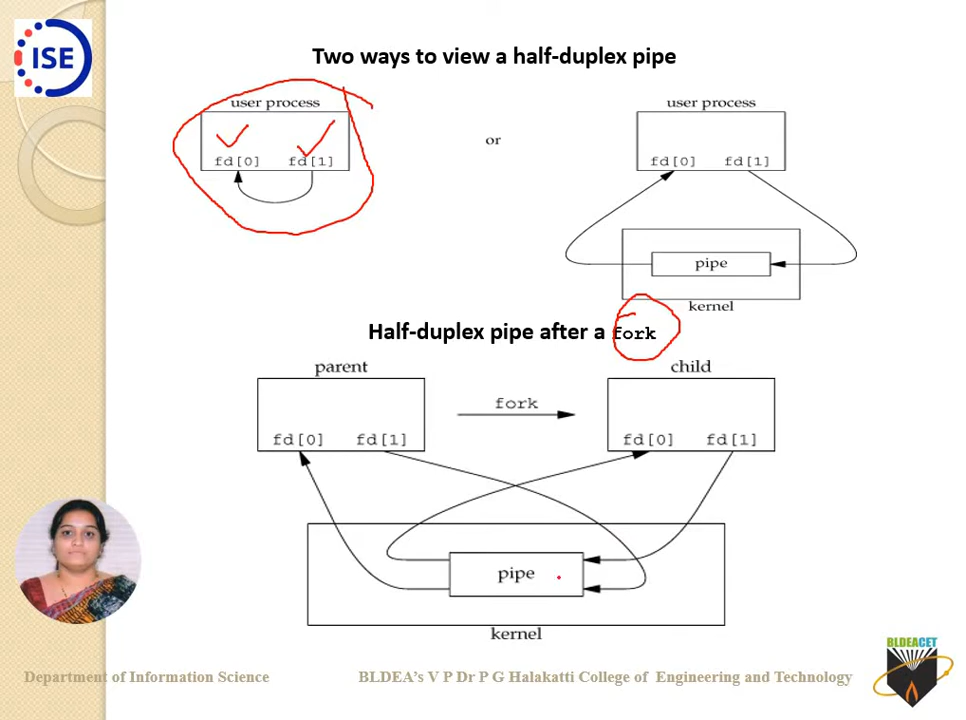 ISE
Two ways to view a half-duplex pipe
user process
fd[0] fd[1]
or
user process
fd[0] fd[1]
pipe
kernel
Half-duplex pipe after a fork
parent
fd[0] fd[1]
fork
child
fd[0] fd[1]
pipe
kernel
BLDEACET
Department of Information Science BLDEA’s V P Dr P G Halakatti College of Engineering and Technology